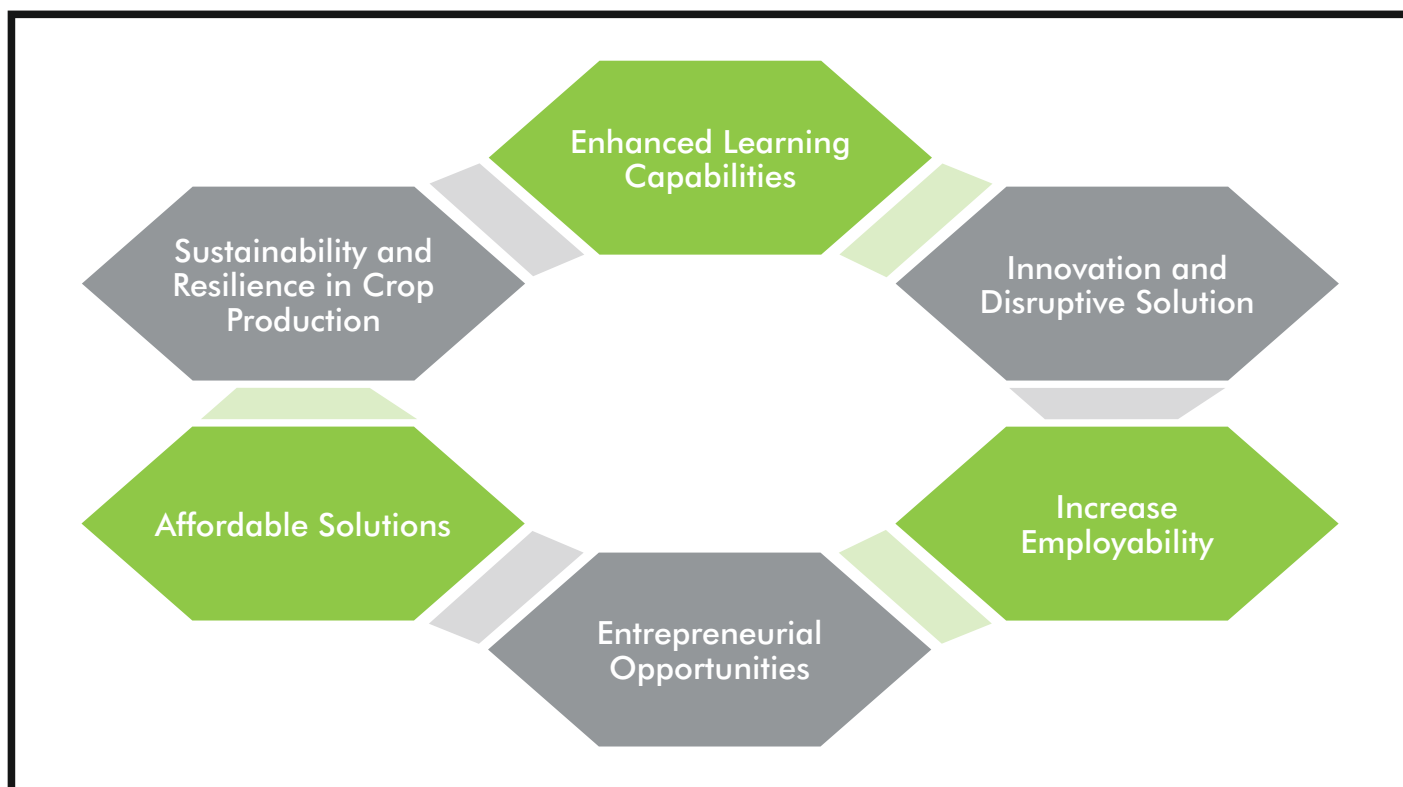 Enhanced Learning
Capabilities
Innovation and
Disruptive Solution
Increase
Employability
Entrepreneurial
Opportunities
Affordable Solutions
Sustainability and
Resilience in Crop
Production